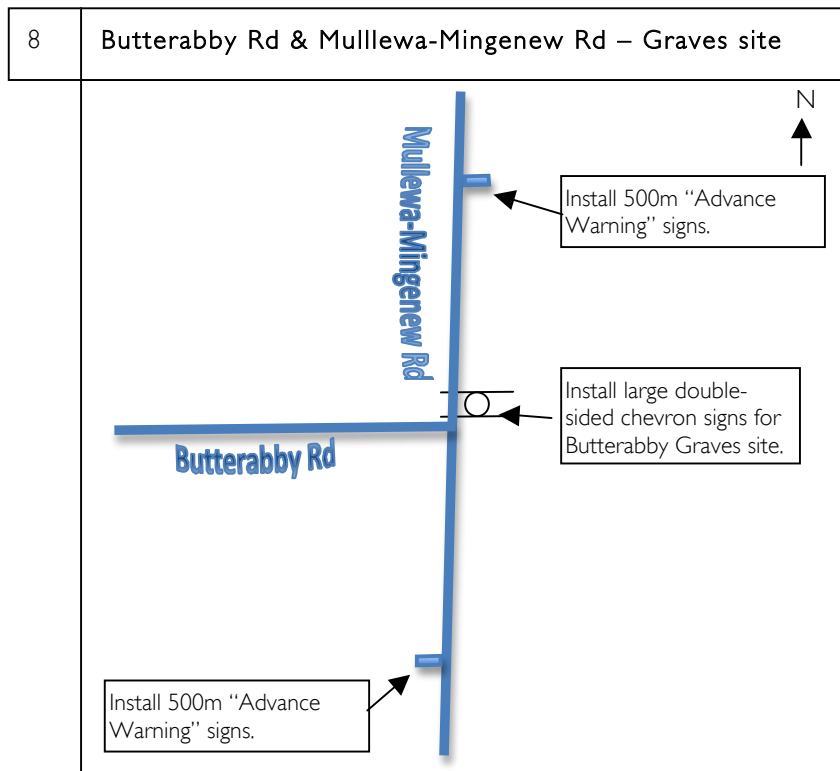 8
Butterabby Rd & Mulllewa-Mingenew Rd – Graves site
N
Mullewa-Mingenew Rd
Install 500m “Advance
Warning” signs.
Install large double-
sided chevron signs for
Butterabby Graves site.
Butterabby Rd
Install 500m “Advance
Warning” signs.